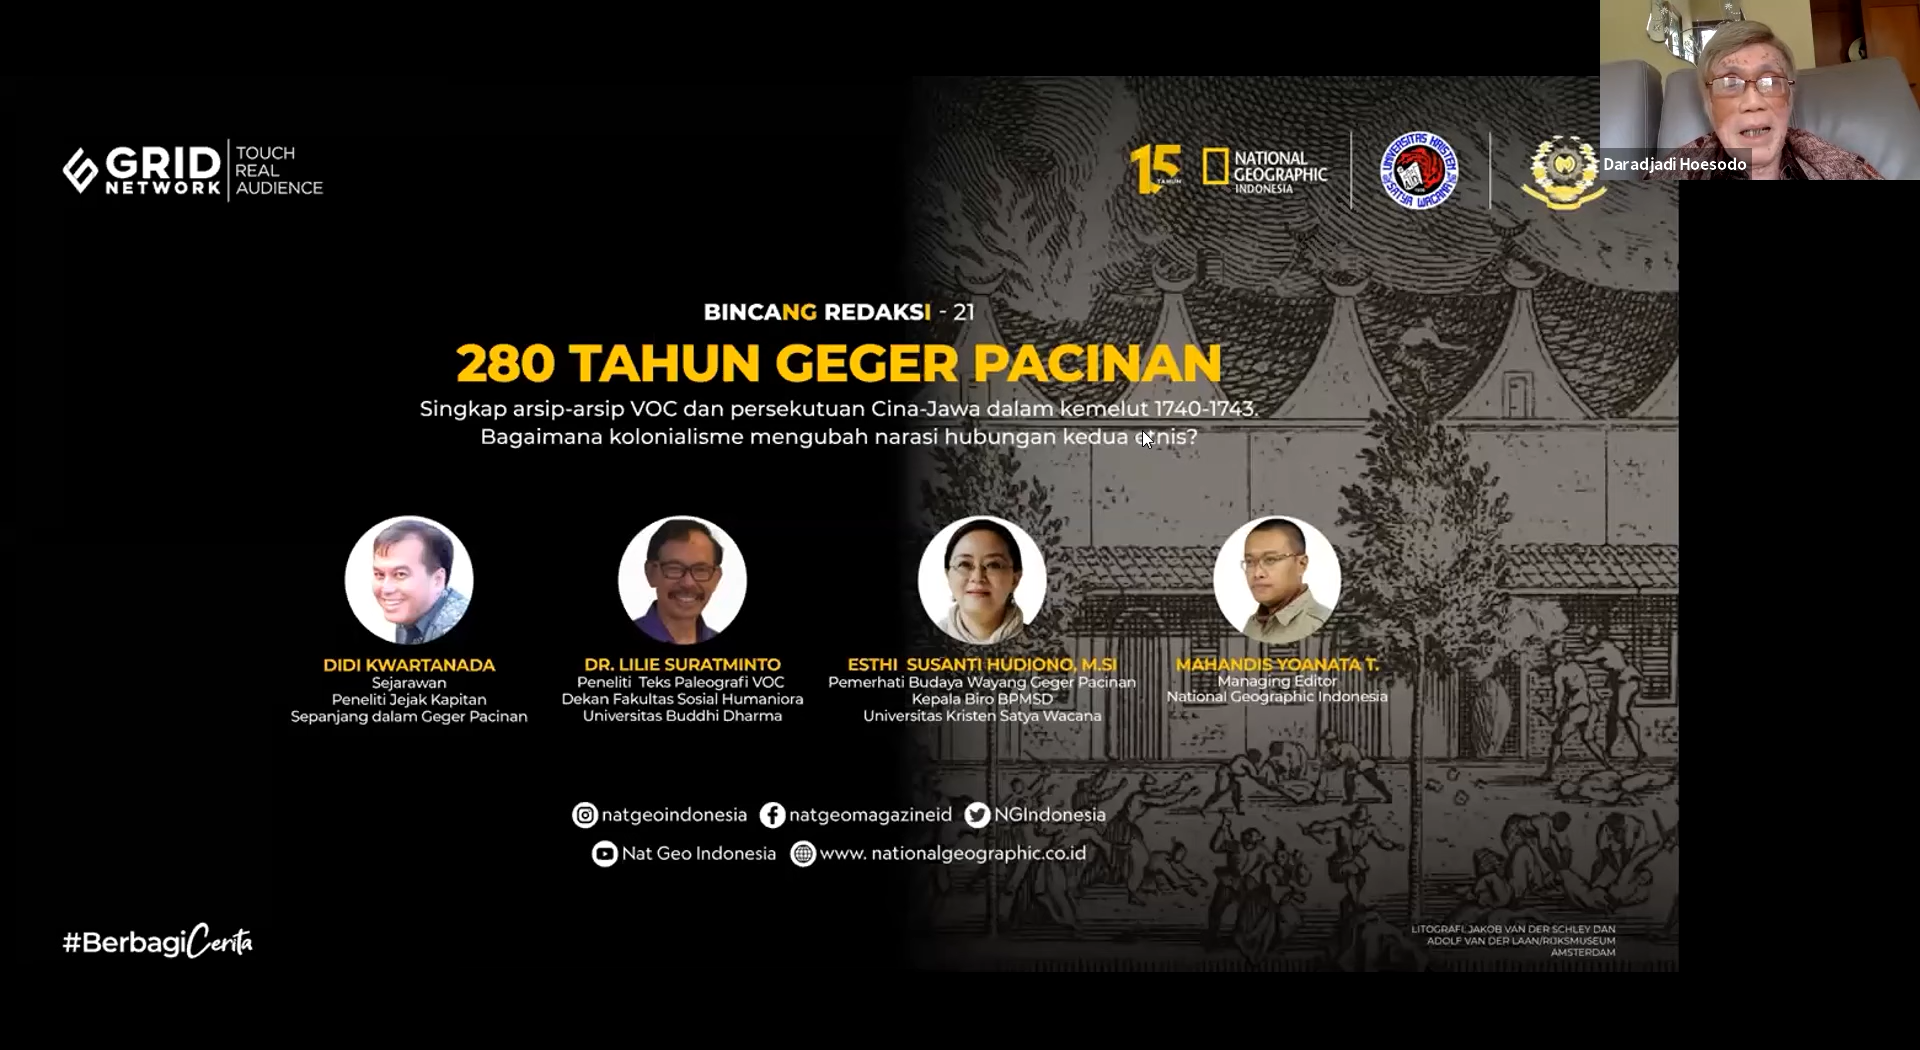 GRID
NETWORK
TOUCH
REAL
AUDIENCE
15
TAHUN
NATIONAL
GEOGRAPHIC
INDONESIA
UNIVERSITAS KRISTEN
SATYA WACANA
Daradjadi Hoesodo
BINCANG REDAKSI - 21
280 TAHUN GEGER PACINAN
Singkap arsip-arsip VOC dan persekutuan Cina-Jawa dalam kemelut 1740-1743.
Bagaimana kolonialisme mengubah narasi hubungan kedua etnis?
DIDI KWARTANADA
Sejarawan
Peneliti Jejak Kapitan
Sepanjang dalam Geger Pacinan
DR. LILIE SURATMINTO
Peneliti Teks Paleografi VOC
Dekan Fakultas Sosial Humaniora
Universitas Buddhi Dharma
ESTHI SUSANTI HUDIONO, M.SI
Pemerhati Budaya Wayang Geger Pacinan
Kepala Biro BPMSD
Universitas Kristen Satya Wacana
MAHANDIS YOANATA T.
Managing Editor
National Geographic Indonesia
natgeoindonesia natgeomagazineid NGIndonesia
Nat Geo Indonesia www. nationalgeographic.co.id
#BerbagiCerita
LITOGRAFI JAKOB VAN DER SCHLEY DAN
ADOLF VAN DER LAAN/RIJKSMUSEUM
AMSTERDAM